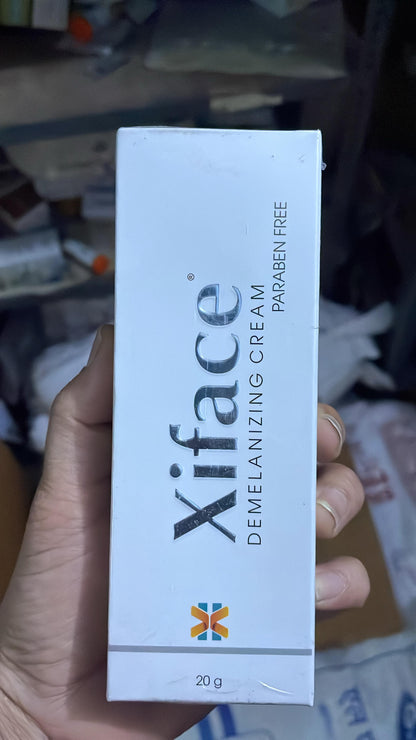 Xiface®
DEMELANIZING CREAM
PARABEN FREE
20 g